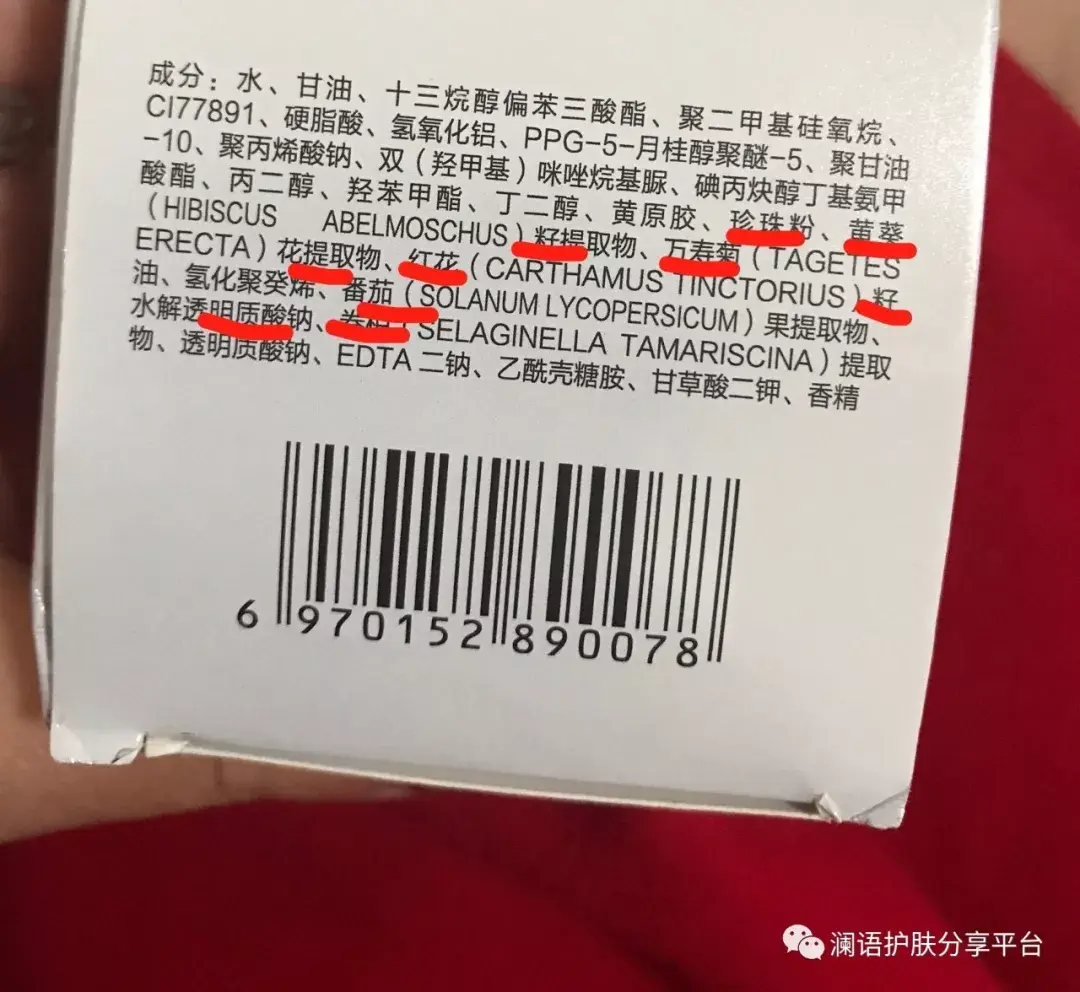 成分：水、甘油、十三烷醇偏苯三酸酯、聚二甲基硅氧烷、
CI77891、硬脂酸、氢氧化铝、PPG-5-月桂醇聚醚-5、聚甘油
-10、聚丙烯酸钠、双（羟甲基）咪唑烷基脲、碘丙炔醇丁基氨甲
酸酯、丙二醇、羟苯甲酯、丁二醇、黄原胶、珍珠粉、黄葵
（HIBISCUS ABELMOSCHUS）籽提取物、万寿菊（TAGETES
ERECTA）花提取物、红花（CARTHAMUS TINCTORIUS）籽
油、氢化聚癸烯、番茄（SOLANUM LYCOPERSICUM）果提取物、
水解透明质酸钠、卷柏（SELAGINELLA TAMARISCINA）提取
物、透明质酸钠、EDTA 二钠、乙酰壳糖胺、甘草酸二钾、香精
6 970152 890078
澜语护肤分享平台